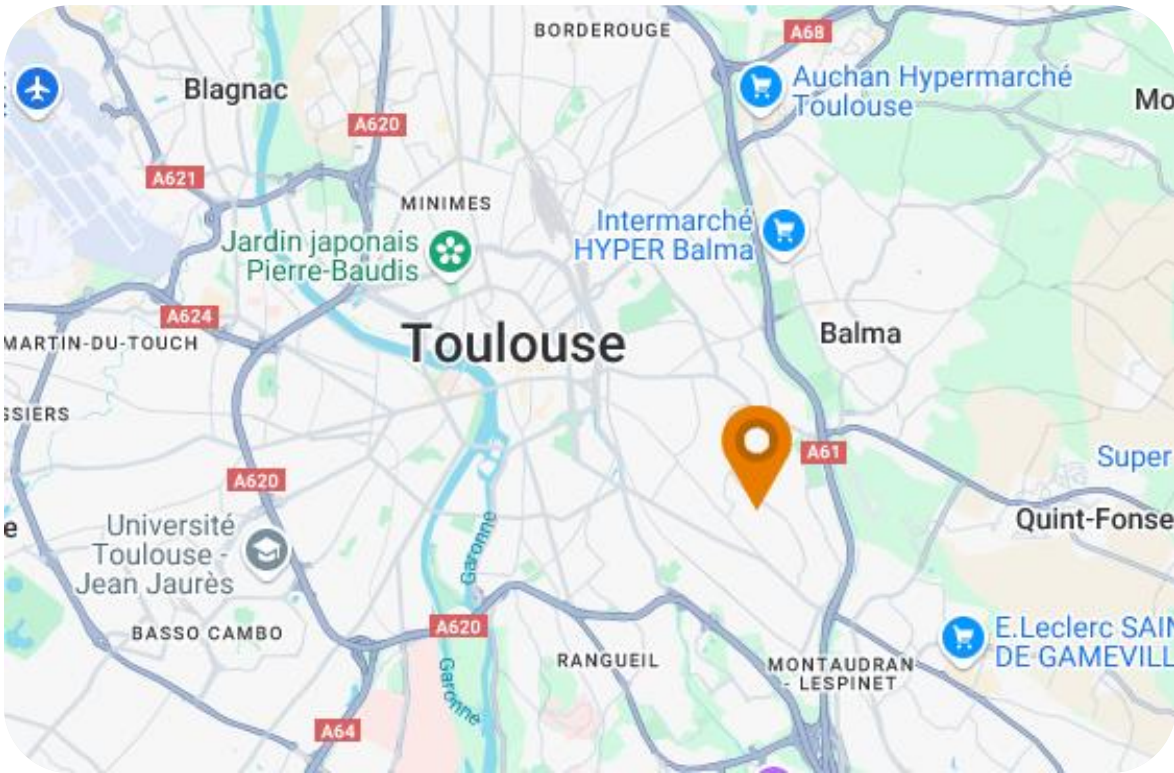 BORDEROUGE
A68
Blagnac
Auchan Hypermarché
Toulouse
Mo
A620
A621
MINIMES
Intermarché
HYPER Balma
Jardin japonais
Pierre-Baudis
A624
MARTIN-DU-TOUCH
Toulouse
Balma
SSIERS
A61
Super
A620
Université
Toulouse -
Jean Jaurès
Garonne
Quint-Fonse
e
BASSO CAMBO
A620
RANGUEIL
MONTAUDRAN
- LESPINET
E.Leclerc SAIN
DE GAMEVILL
Garonne
A64